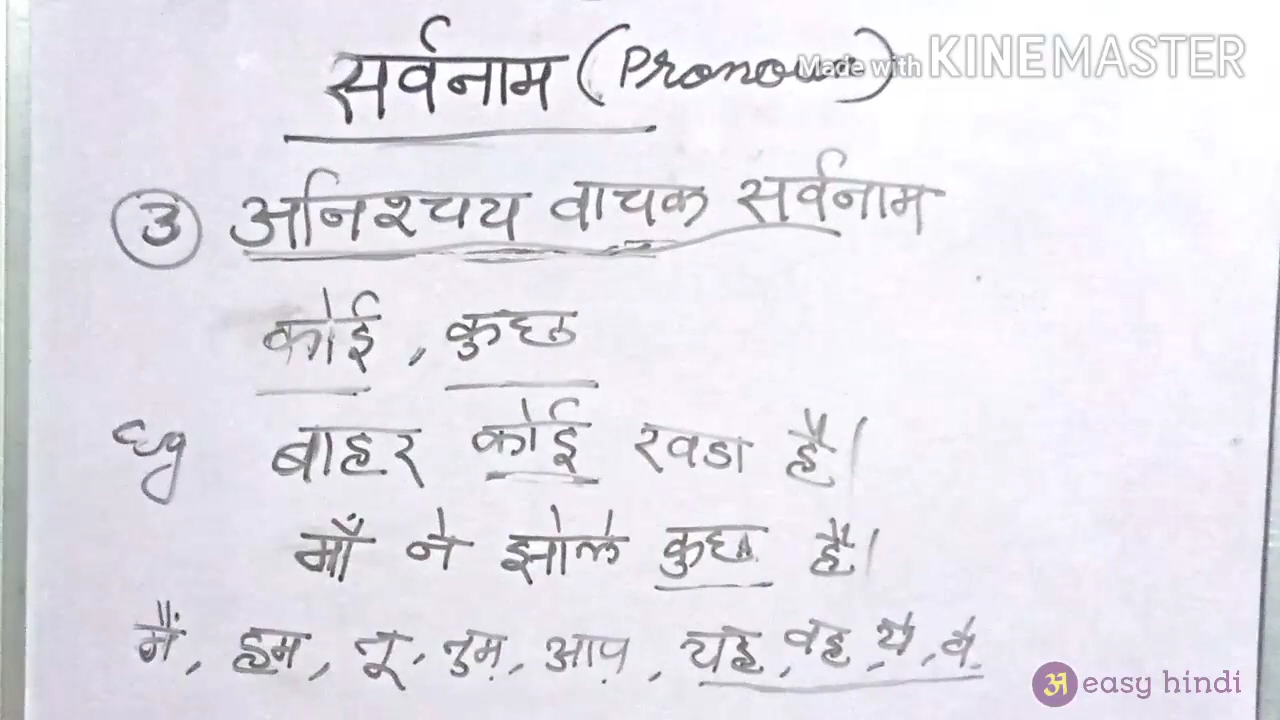 सर्वनाम (Pronoun)
Made with KINEMASTER
③ अनिश्चय वाचक सर्वनाम
कोई, कुछ
eg बाहर कोई खडा है।
माँ ने झोले कुछ है।
मैं, हम, तू, तुम, आप, यह, वह, ये, वे
अ easy hindi